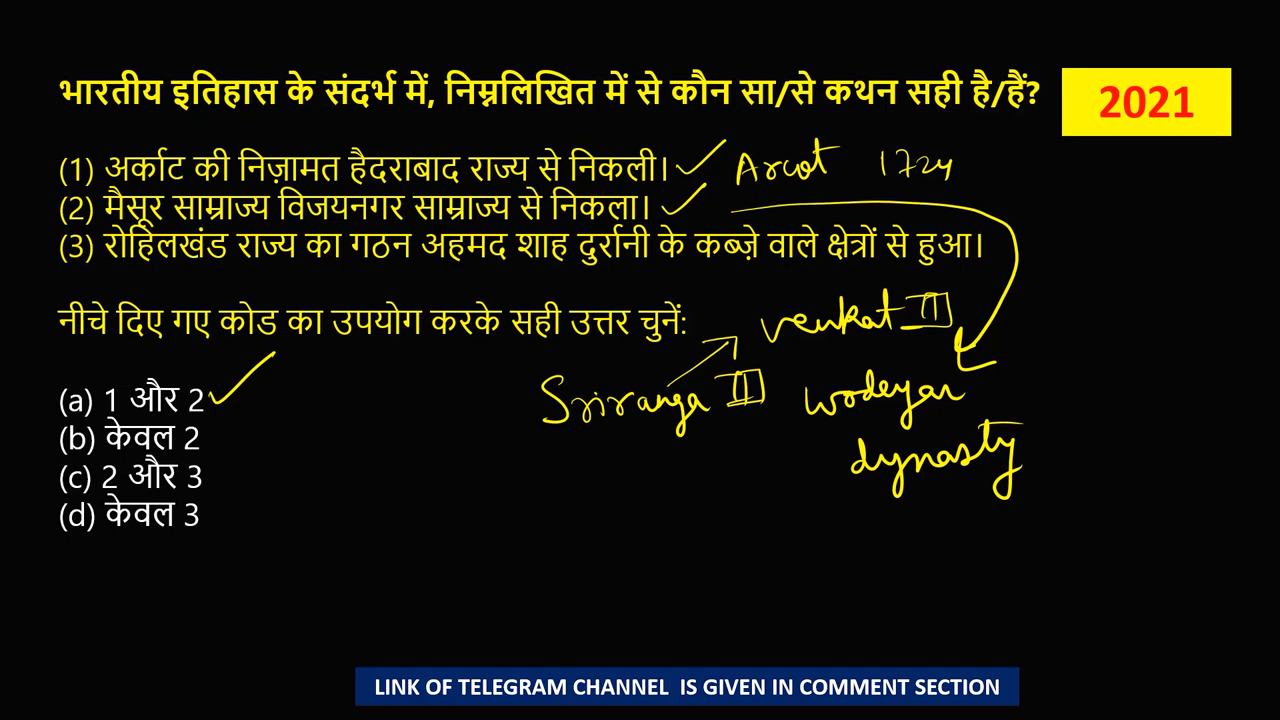 भारतीय इतिहास के संदर्भ में, निम्नलिखित में से कौन सा/से कथन सही है/हैं?
2021
(1) अर्काट की निज़ामत हैदराबाद राज्य से निकली।
Arcot 1724
(2) मैसूर साम्राज्य विजयनगर साम्राज्य से निकला।
(3) रोहिलखंड राज्य का गठन अहमद शाह दुर्रानी के कब्ज़े वाले क्षेत्रों से हुआ।
नीचे दिए गए कोड का उपयोग करके सही उत्तर चुनें:
venkat II
(a) 1 और 2
Sriranga II
wodeyar
dynasty
(b) केवल 2
(c) 2 और 3
(d) केवल 3
LINK OF TELEGRAM CHANNEL IS GIVEN IN COMMENT SECTION